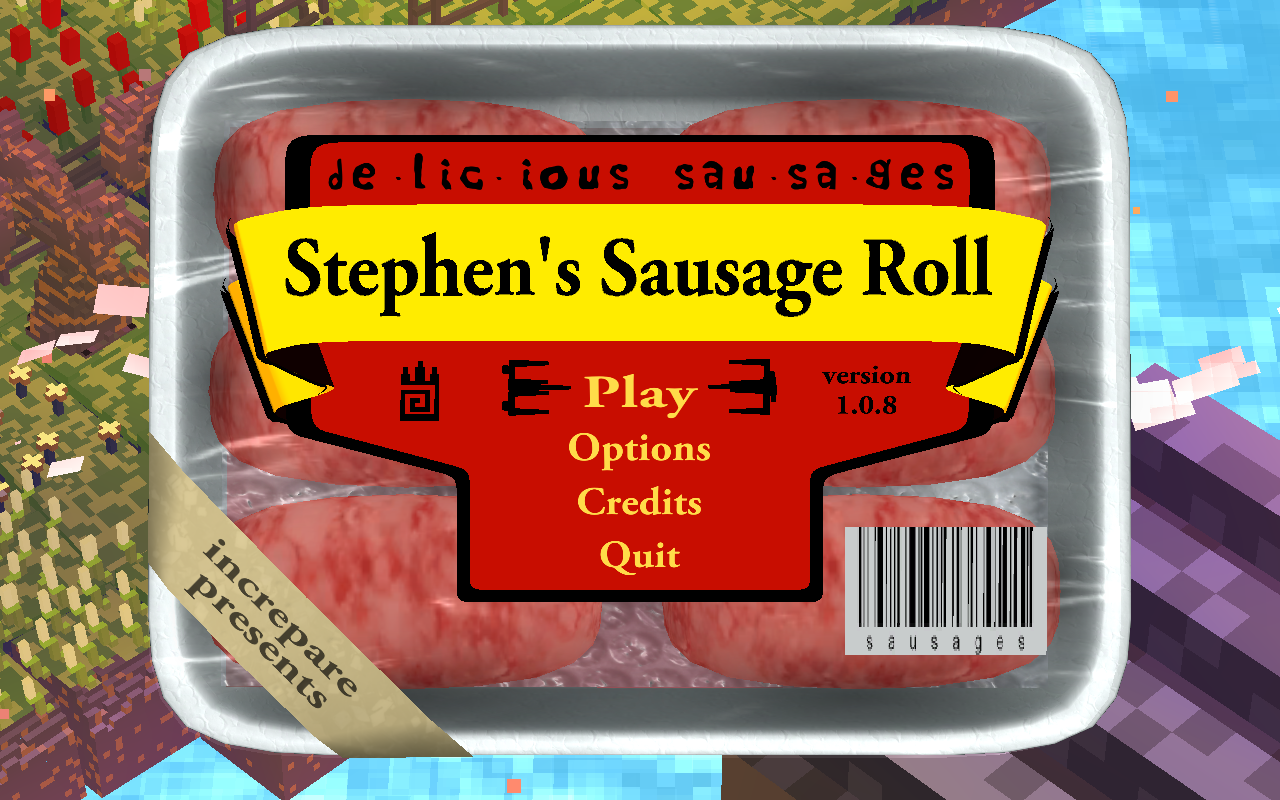 de·lic·ious sau·sa·ges
Stephen's Sausage Roll
Play
version
1.0.8
Options
Credits
Quit
increpare
presents
sausages